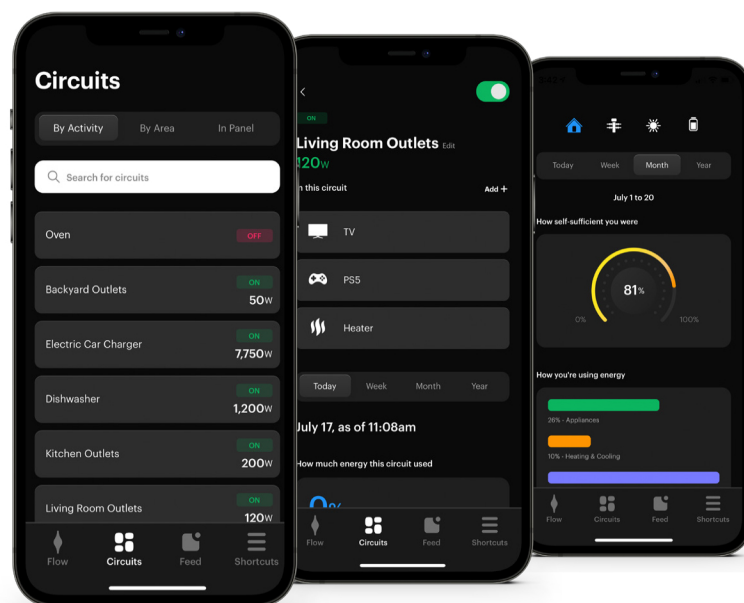 Circuits
By Activity
By Area
In Panel
Search for circuits
Oven
OFF
Backyard Outlets
ON
50W
Electric Car Charger
ON
7,750W
Dishwasher
ON
1,200W
Kitchen Outlets
ON
200W
Living Room Outlets
ON
120W
Flow
Circuits
Feed
Shortcuts
ON
Living Room Outlets Edit
120W
In this circuit
Add +
TV
PS5
Heater
Today
Week
Month
Year
July 17, as of 11:08am
How much energy this circuit used
0%
Flow
Circuits
Feed
Shortcuts
Today
Week
Month
Year
July 1 to 20
How self-sufficient you were
81%
0%
100%
How you're using energy
26% - Appliances
10% - Heating & Cooling
Flow
Circuits
Feed
Shortcuts